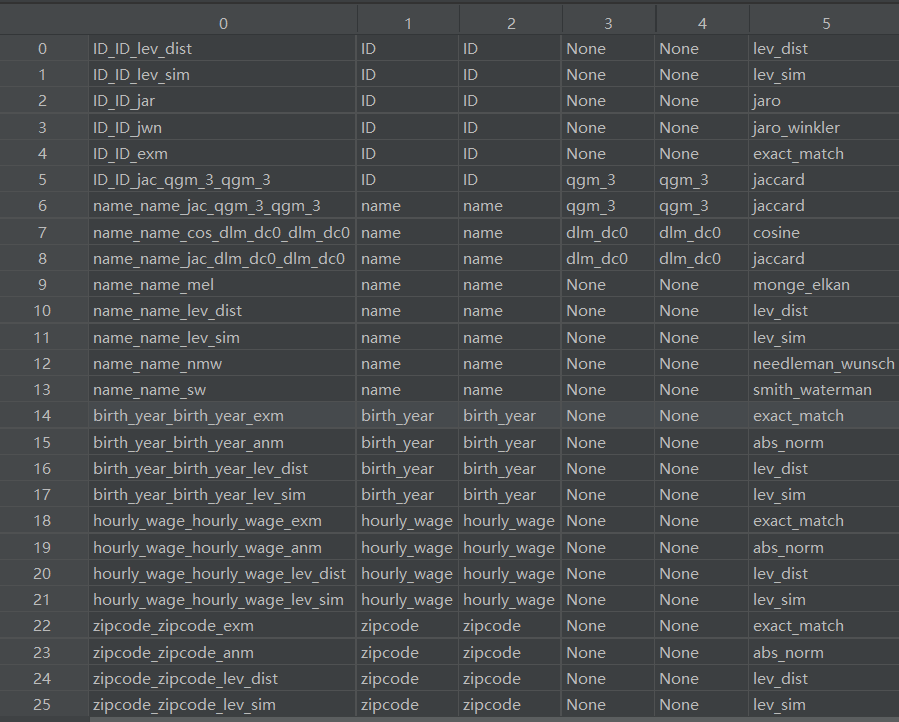 0 1 2 3 4 5
0 ID_ID_lev_dist ID ID None None lev_dist
1 ID_ID_lev_sim ID ID None None lev_sim
2 ID_ID_jar ID ID None None jaro
3 ID_ID_jwn ID ID None None jaro_winkler
4 ID_ID_exm ID ID None None exact_match
5 ID_ID_jac_qgm_3_qgm_3 ID ID qgm_3 qgm_3 jaccard
6 name_name_jac_qgm_3_qgm_3 name name qgm_3 qgm_3 jaccard
7 name_name_cos_dlm_dc0_dlm_dc0 name name dlm_dc0 dlm_dc0 cosine
8 name_name_jac_dlm_dc0_dlm_dc0 name name dlm_dc0 dlm_dc0 jaccard
9 name_name_mel name name None None monge_elkan
10 name_name_lev_dist name name None None lev_dist
11 name_name_lev_sim name name None None lev_sim
12 name_name_nmw name name None None needleman_wunsch
13 name_name_sw name name None None smith_waterman
14 birth_year_birth_year_exm birth_year birth_year None None exact_match
15 birth_year_birth_year_anm birth_year birth_year None None abs_norm
16 birth_year_birth_year_lev_dist birth_year birth_year None None lev_dist
17 birth_year_birth_year_lev_sim birth_year birth_year None None lev_sim
18 hourly_wage_hourly_wage_exm hourly_wage hourly_wage None None exact_match
19 hourly_wage_hourly_wage_anm hourly_wage hourly_wage None None abs_norm
20 hourly_wage_hourly_wage_lev_dist hourly_wage hourly_wage None None lev_dist
21 hourly_wage_hourly_wage_lev_sim hourly_wage hourly_wage None None lev_sim
22 zipcode_zipcode_exm zipcode zipcode None None exact_match
23 zipcode_zipcode_anm zipcode zipcode None None abs_norm
24 zipcode_zipcode_lev_dist zipcode zipcode None None lev_dist
25 zipcode_zipcode_lev_sim zipcode zipcode None None lev_sim